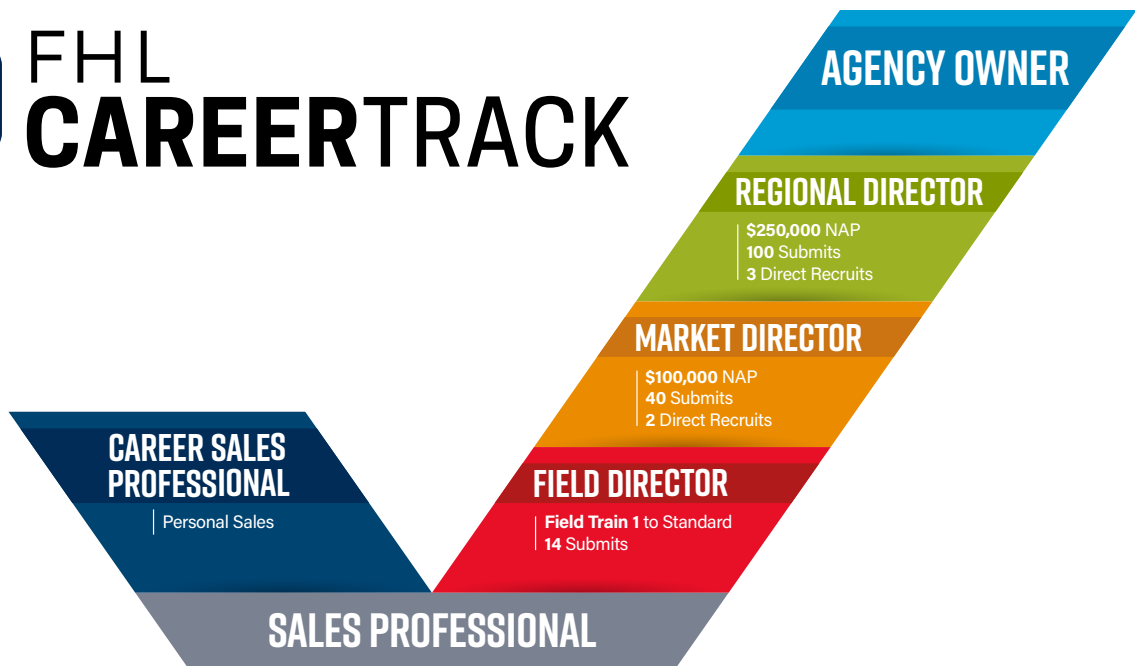 FHL
CAREERTRACK
AGENCY OWNER
REGIONAL DIRECTOR
$250,000 NAP
100 Submits
3 Direct Recruits
MARKET DIRECTOR
$100,000 NAP
40 Submits
2 Direct Recruits
CAREER SALES
PROFESSIONAL
Personal Sales
FIELD DIRECTOR
Field Train 1 to Standard
14 Submits
SALES PROFESSIONAL